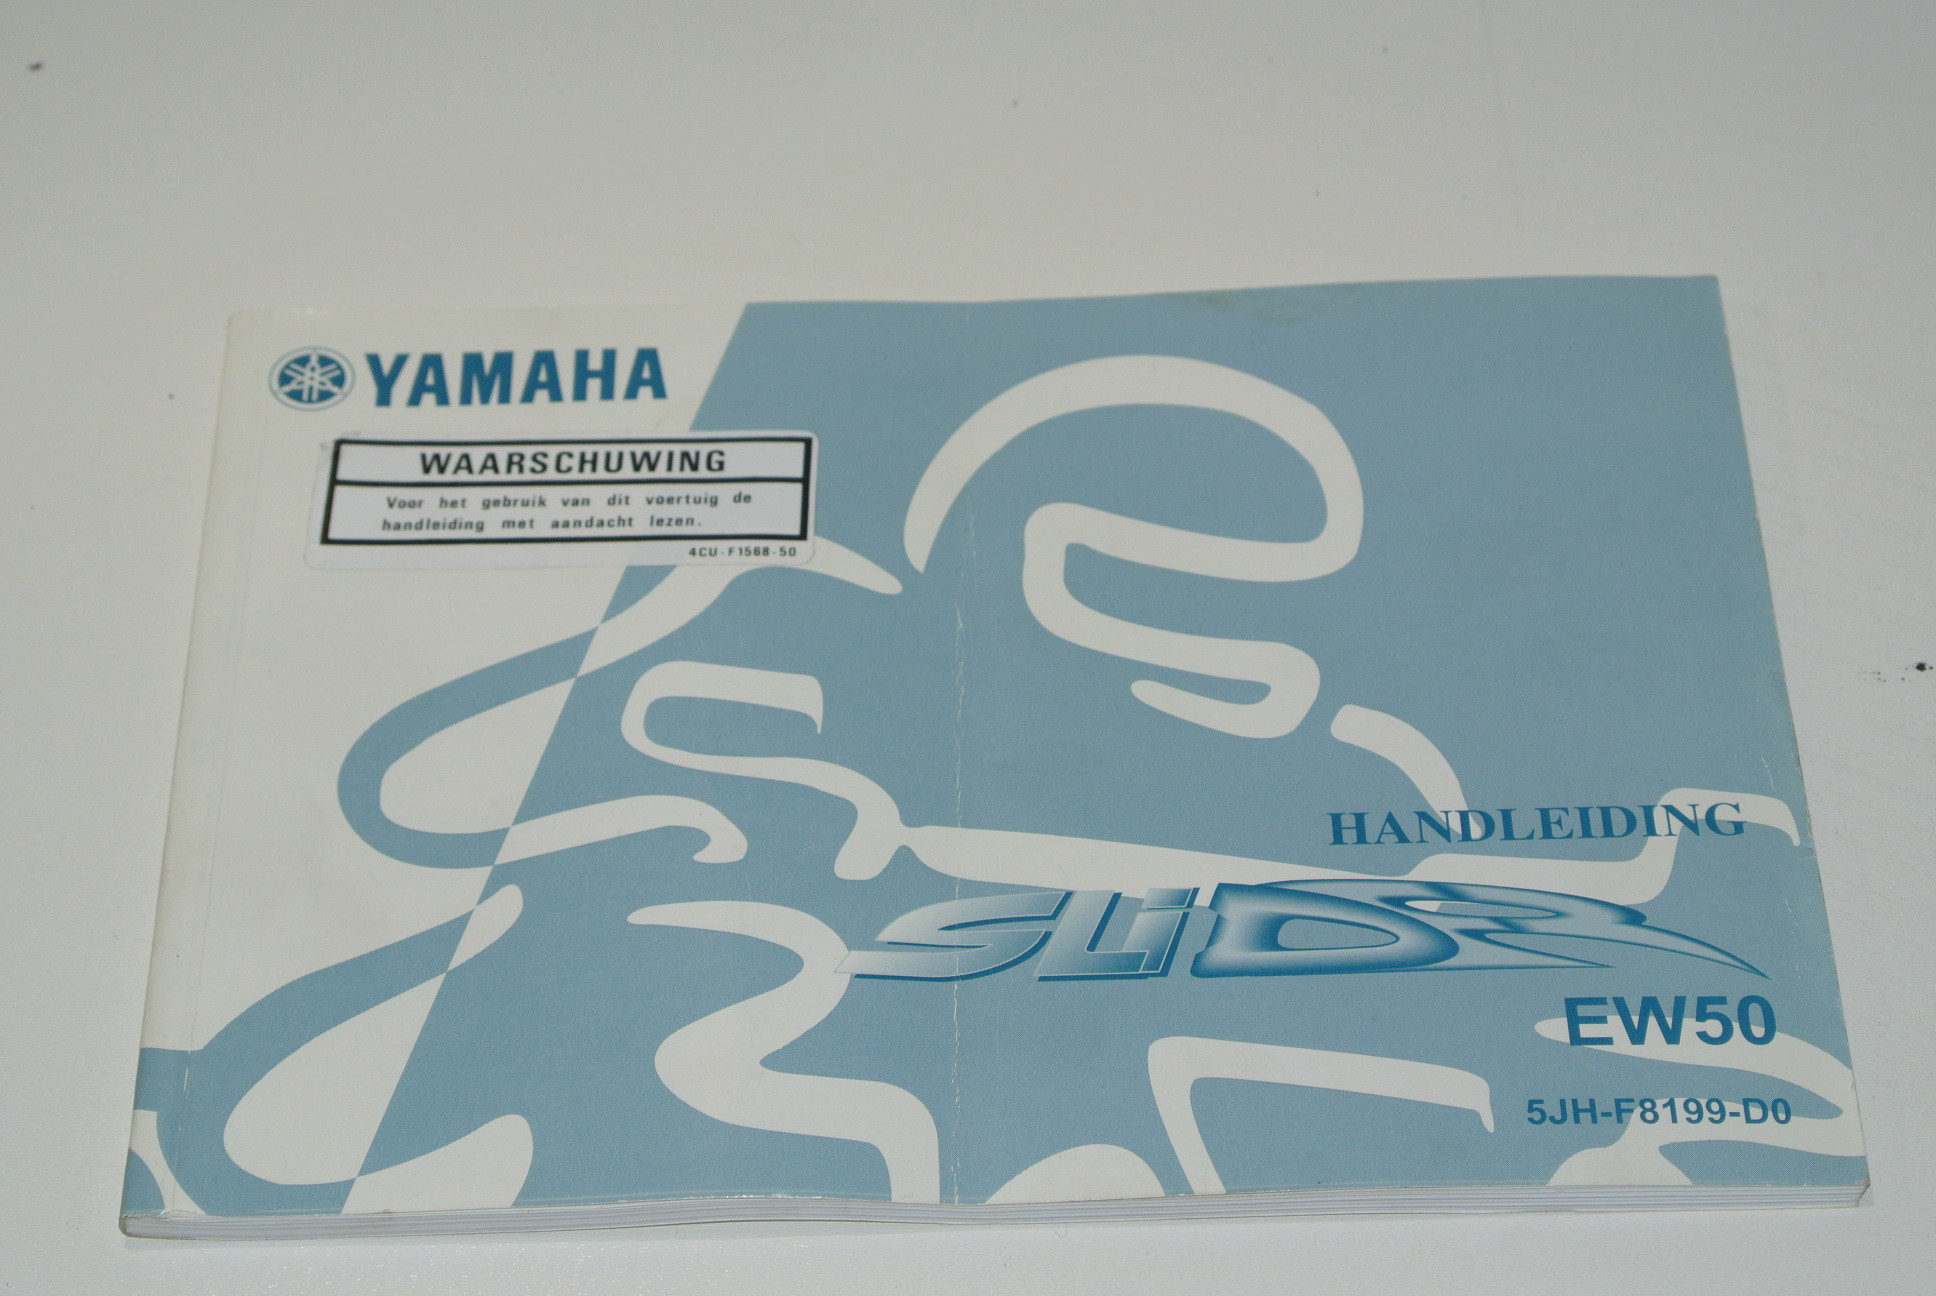 YAMAHA
WAARSCHUWING
Voor het gebruik van dit voertuig de
handleiding met aandacht lezen.
4CU-F1568-50
HANDLEIDING
SLiDER
EW50
5JH-F8199-D0